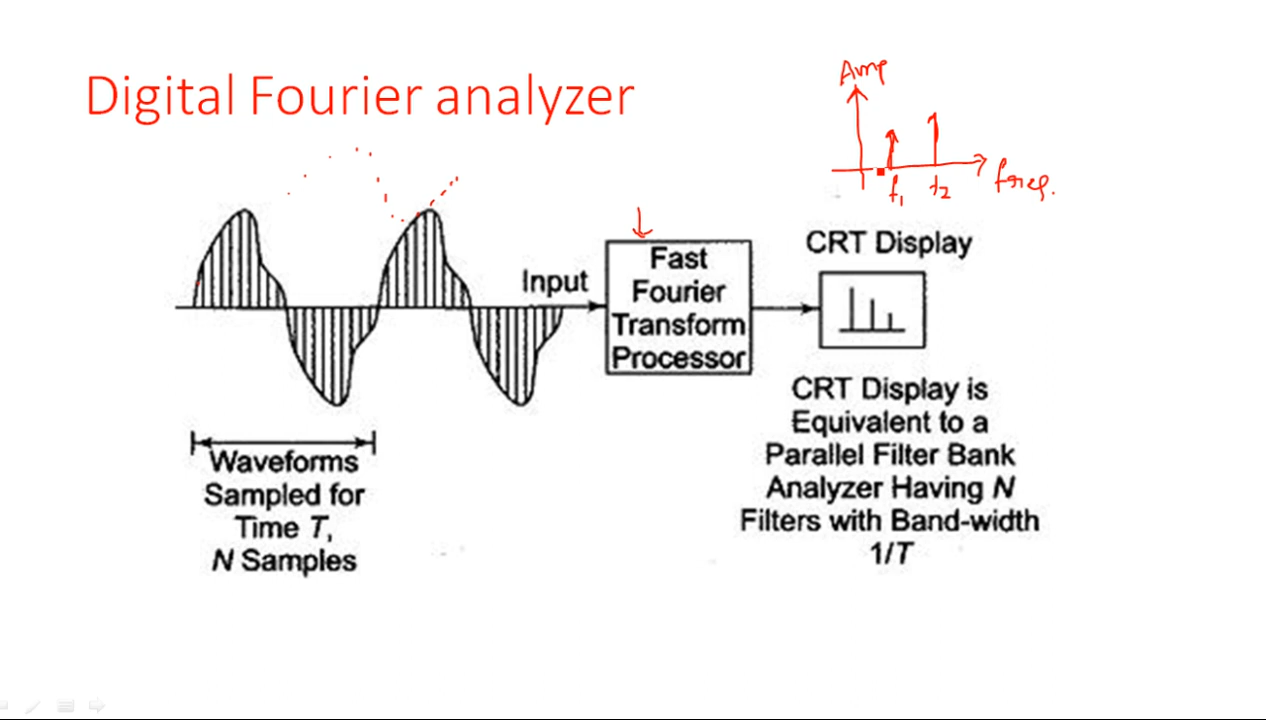 Digital Fourier analyzer
Amp
f1
f2
freq.
Input
Fast
Fourier
Transform
Processor
CRT Display
Waveforms
Sampled for
Time T,
N Samples
CRT Display is
Equivalent to a
Parallel Filter Bank
Analyzer Having N
Filters with Band-width
1/T